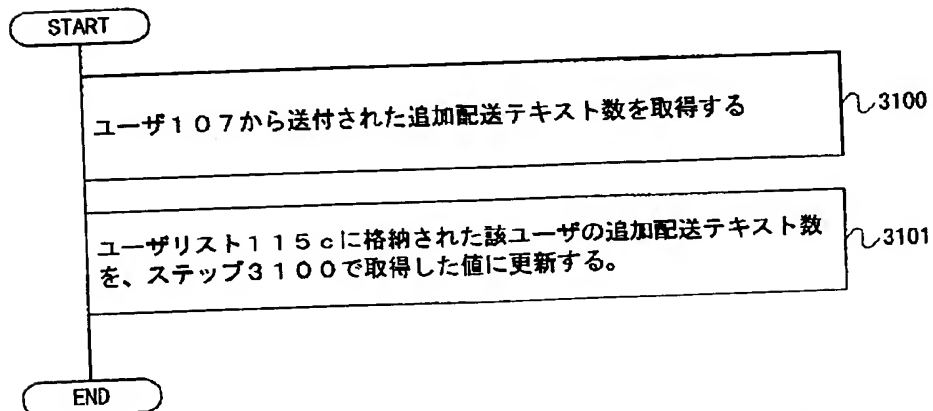 START
ユーザ107から送付された追加配送テキスト数を取得する
3100
ユーザリスト115cに格納された該ユーザの追加配送テキスト数
を、ステップ3100で取得した値に更新する。
3101
END